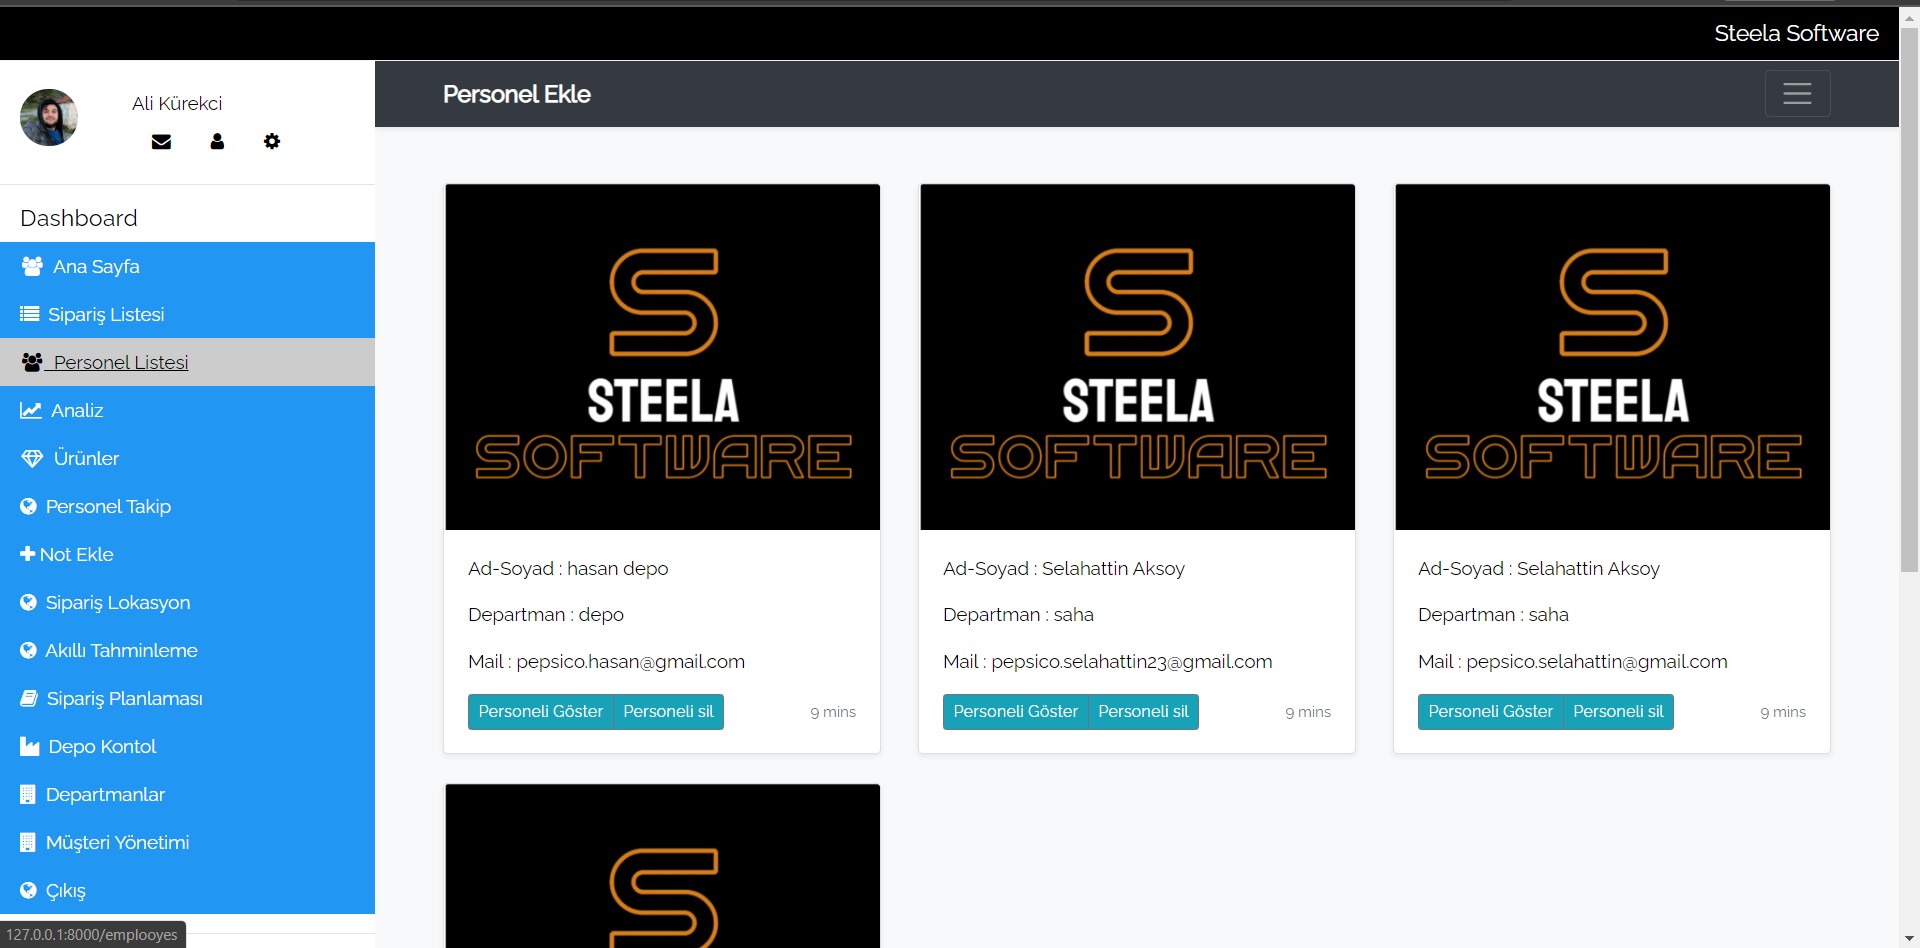 Steela Software
Ali Kürekci
Personel Ekle
Dashboard
Ana Sayfa
Sipariş Listesi
Personel Listesi
Analiz
Ürünler
Personel Takip
Not Ekle
Sipariş Lokasyon
Akıllı Tahminleme
Sipariş Planlaması
Depo Kontol
Departmanlar
Müşteri Yönetimi
Çıkış
127.0.0.1:8000/emplooyes
S
STEELA
SOFTWARE
Ad-Soyad : hasan depo
Departman : depo
Mail : pepsico.hasan@gmail.com
Personeli Göster Personeli sil 9 mins
S
STEELA
SOFTWARE
Ad-Soyad : Selahattin Aksoy
Departman : saha
Mail : pepsico.selahattin23@gmail.com
Personeli Göster Personeli sil 9 mins
S
STEELA
SOFTWARE
Ad-Soyad : Selahattin Aksoy
Departman : saha
Mail : pepsico.selahattin@gmail.com
Personeli Göster Personeli sil 9 mins
S